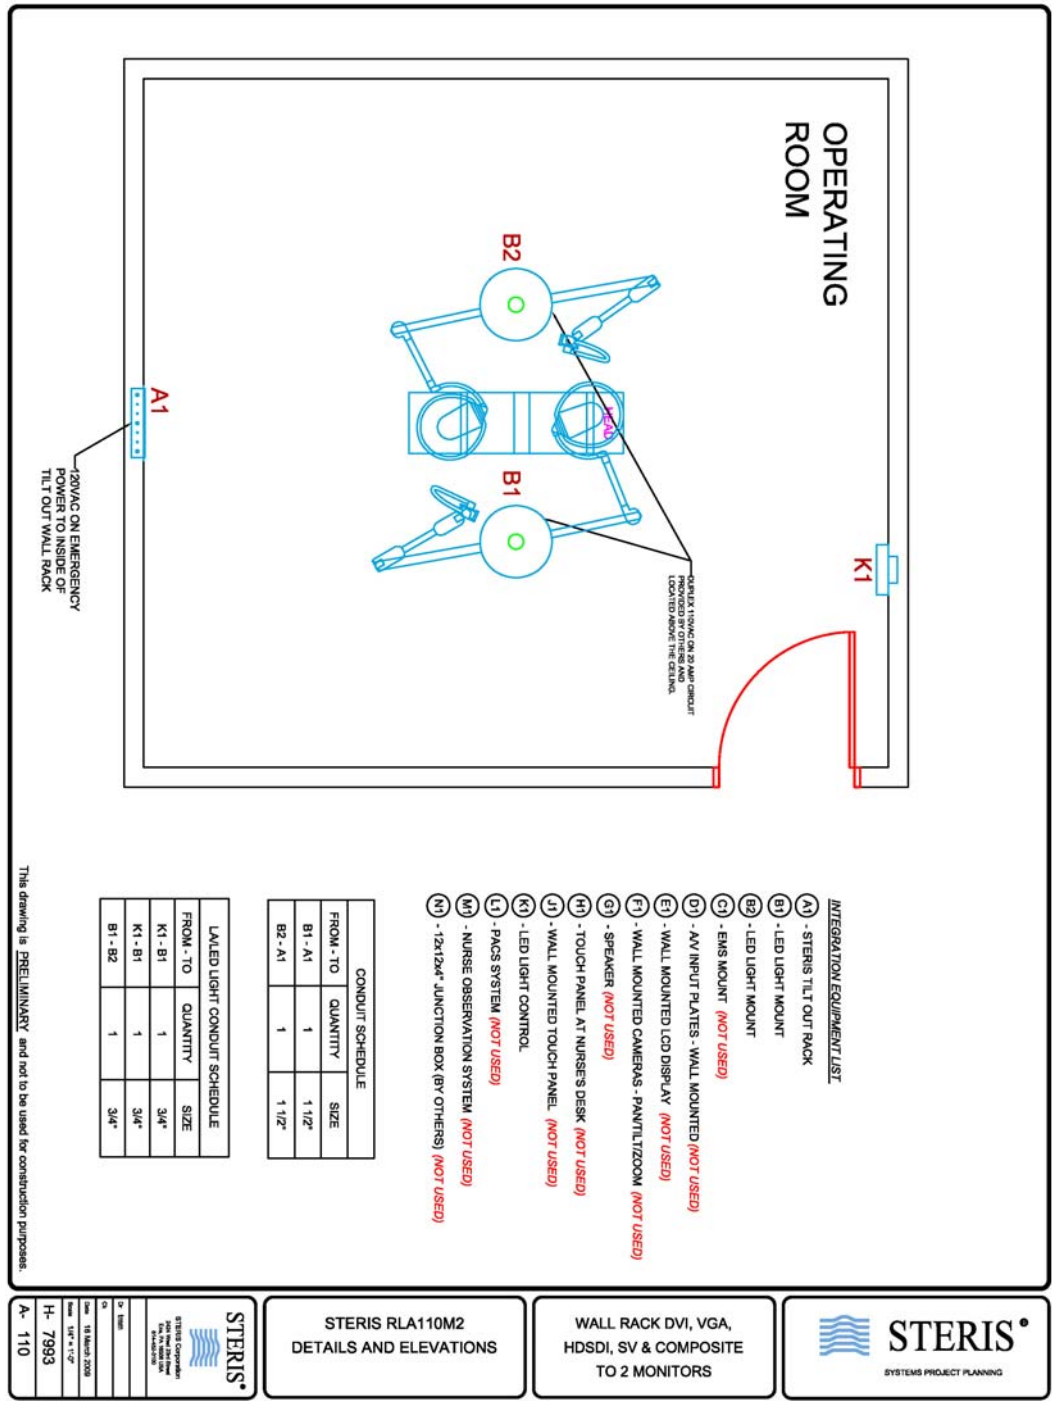 OPERATING
ROOM
B2
HEAD
B1
A1
K1
DUPLEX 110VAC ON 20 AMP CIRCUIT
PROVIDED BY OTHERS AND
LOCATED ABOVE THE CEILING.
120VAC ON EMERGENCY
POWER TO INSIDE OF
TILT OUT WALL RACK
INTEGRATION EQUIPMENT LIST
A1 - STERIS TILT OUT RACK
B1 - LED LIGHT MOUNT
B2 - LED LIGHT MOUNT
C1 - EMS MOUNT (NOT USED)
D1 - A/V INPUT PLATES - WALL MOUNTED (NOT USED)
E1 - WALL MOUNTED LCD DISPLAY (NOT USED)
F1 - WALL MOUNTED CAMERAS - PAN/TILT/ZOOM (NOT USED)
G1 - SPEAKER (NOT USED)
H1 - TOUCH PANEL AT NURSE'S DESK (NOT USED)
J1 - WALL MOUNTED TOUCH PANEL (NOT USED)
K1 - LED LIGHT CONTROL
L1 - PACS SYSTEM (NOT USED)
M1 - NURSE OBSERVATION SYSTEM (NOT USED)
N1 - 12x12x4" JUNCTION BOX (BY OTHERS) (NOT USED)
CONDUIT SCHEDULE
FROM - TO QUANTITY SIZE
B1 - A1 1 1 1/2"
B2 - A1 1 1 1/2"
LA/LED LIGHT CONDUIT SCHEDULE
FROM - TO QUANTITY SIZE
K1 - B1 1 3/4"
K1 - B1 1 3/4"
B1 - B2 1 3/4"
This drawing is PRELIMINARY and not to be used for construction purposes.
STERIS®
STERIS Corporation
Date 16 March 2009
Scale 1/4" = 1'-0"
H- 7993
A- 110
STERIS RLA110M2
DETAILS AND ELEVATIONS
WALL RACK DVI, VGA,
HDSDI, SV & COMPOSITE
TO 2 MONITORS
STERIS®
SYSTEMS PROJECT PLANNING